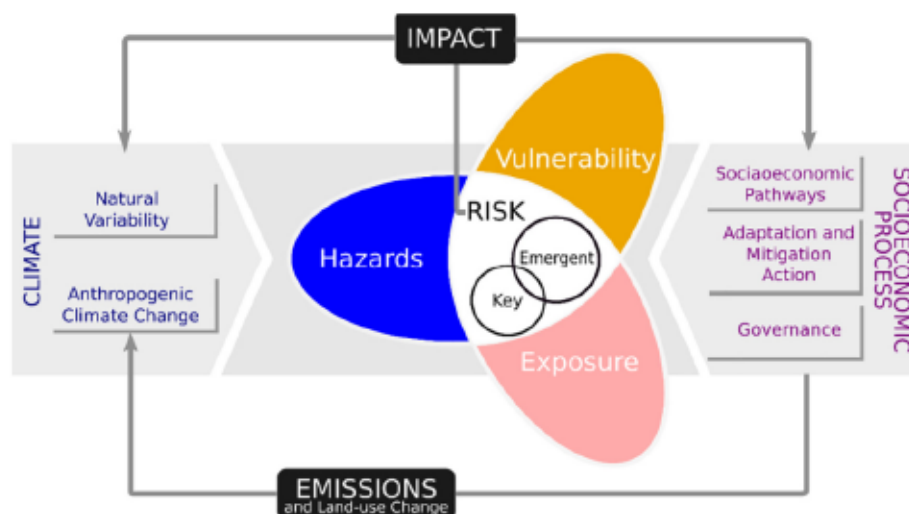 IMPACT
CLIMATE
Natural
Variability
Anthropogenic
Climate Change
Hazards
Vulnerability
RISK
Emergent
Key
Exposure
Sociaoeconomic
Pathways
Adaptation and
Mitigation
Action
Governance
SOCIOECONOMIC
PROCESS
EMISSIONS
and Land-use Change